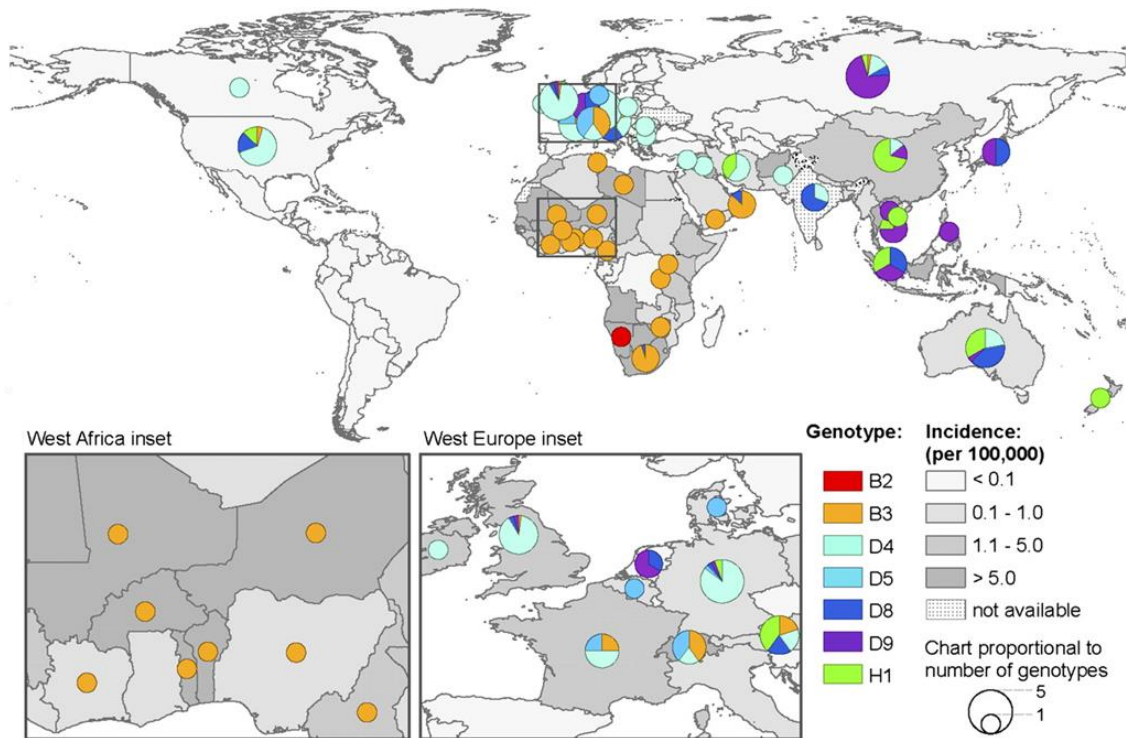 West Africa inset
West Europe inset
Genotype:
B2
B3
D4
D5
D8
D9
H1
Incidence:
(per 100,000)
< 0.1
0.1 - 1.0
1.1 - 5.0
> 5.0
not available
Chart proportional to
number of genotypes
5
1